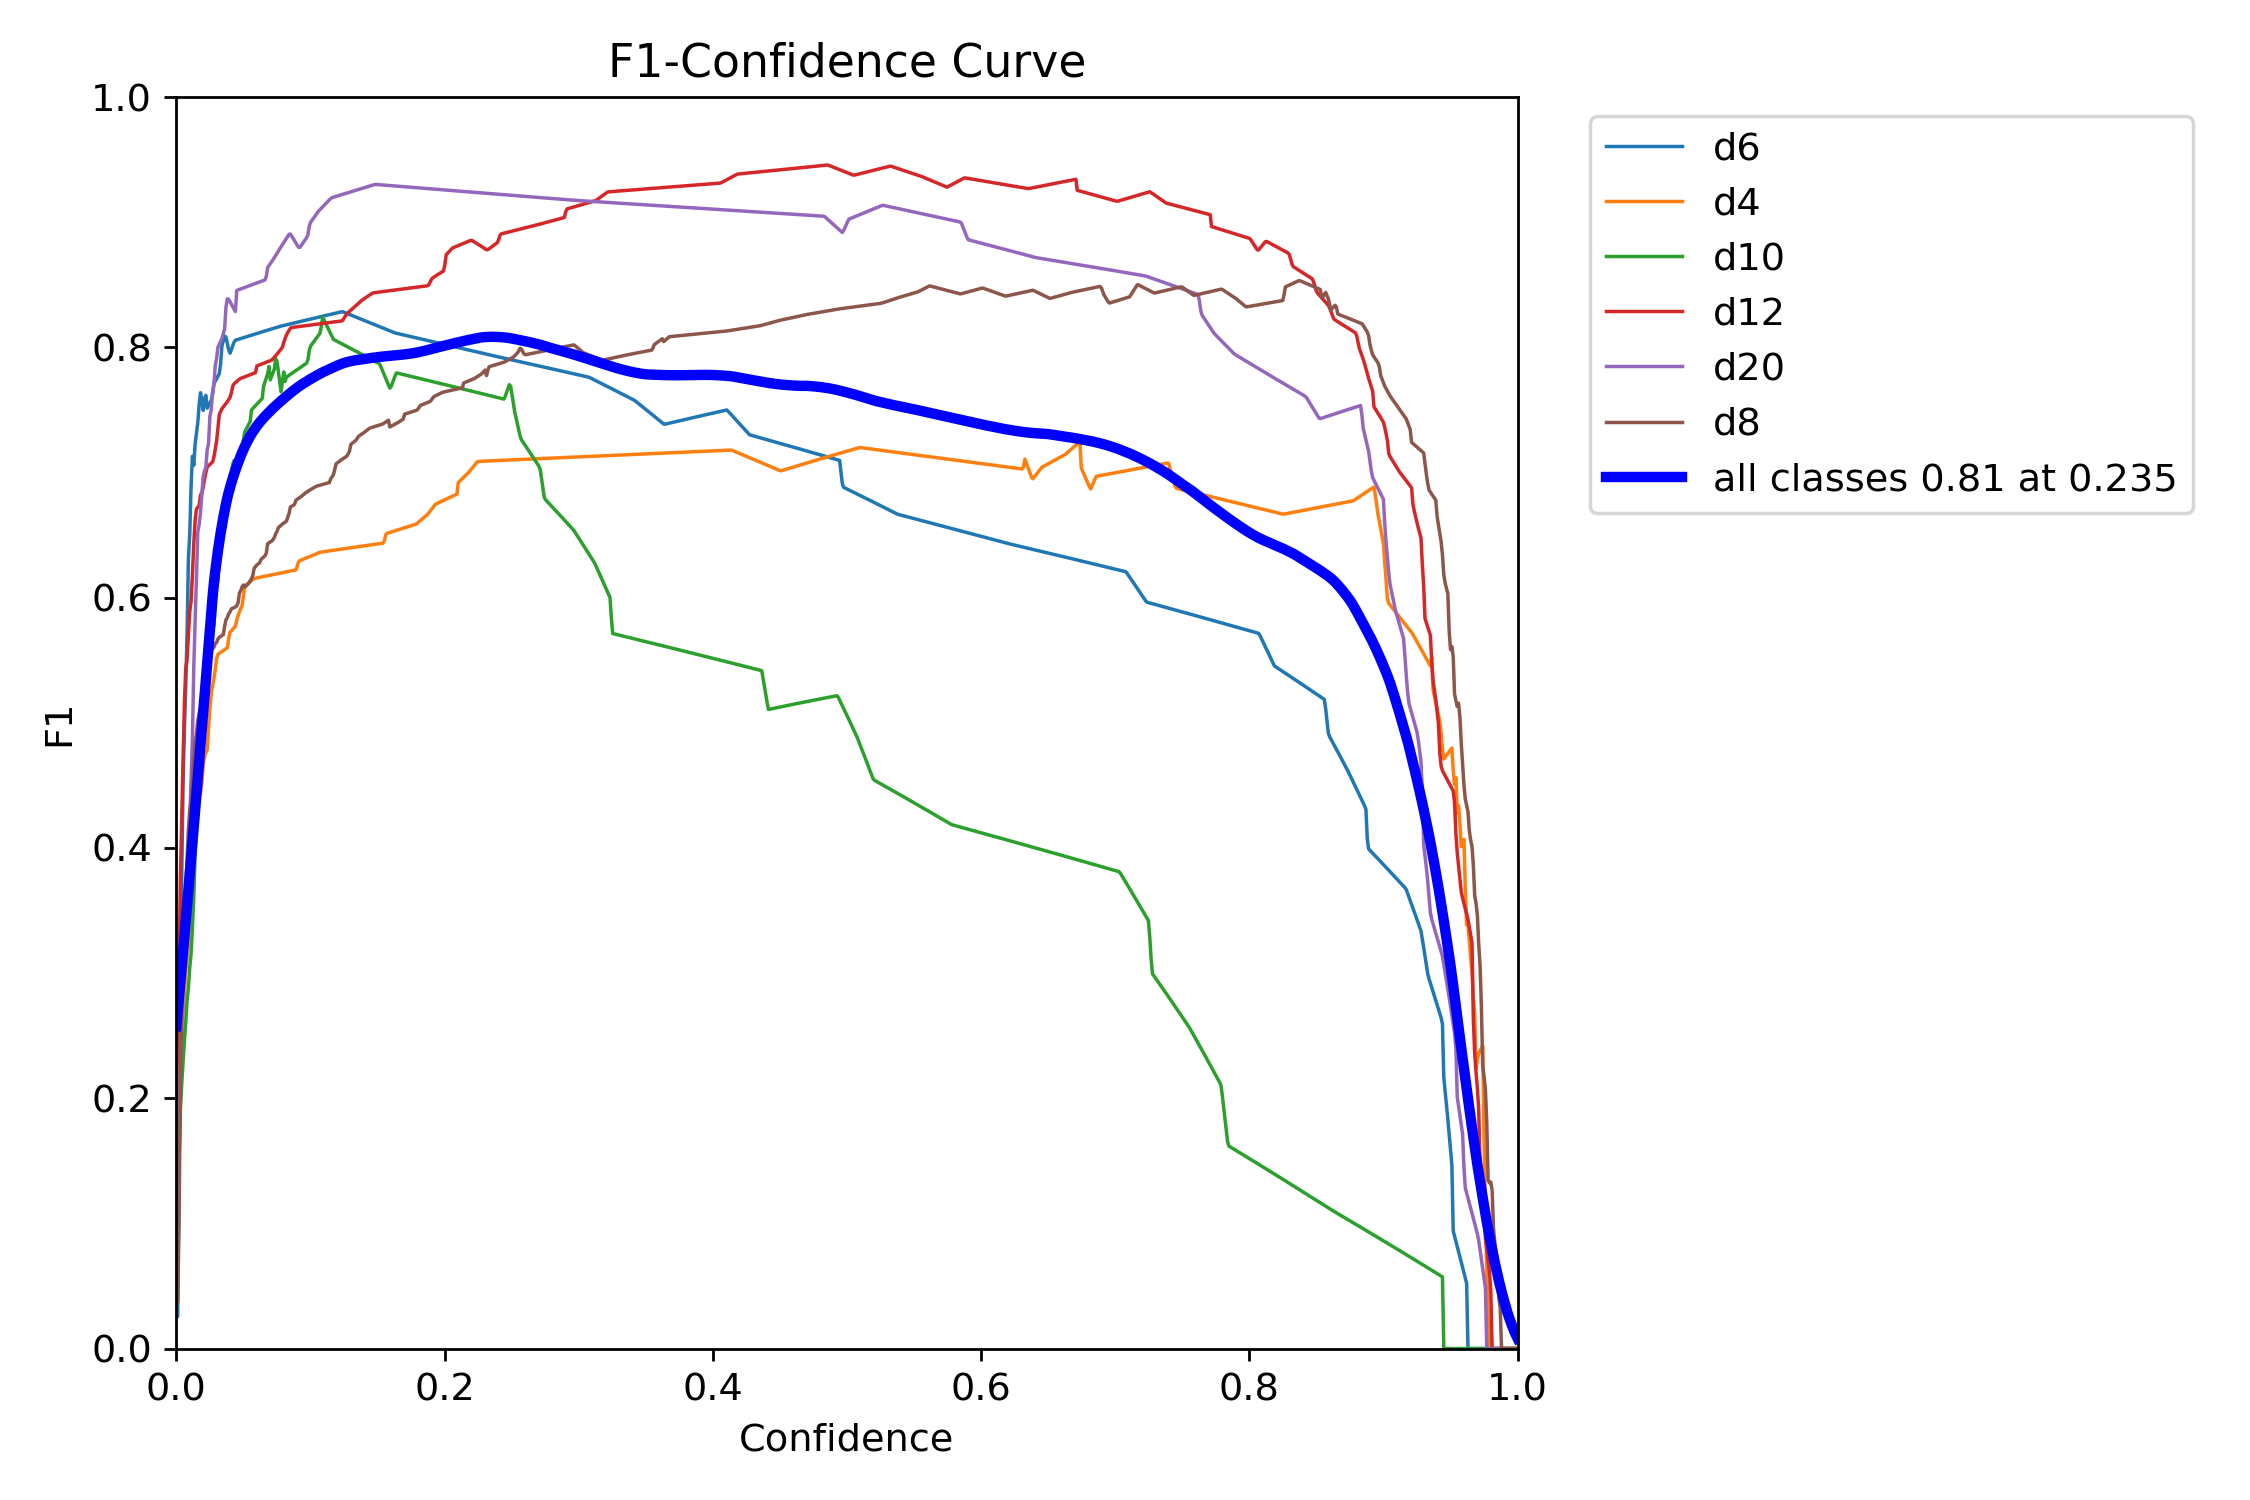 F1-Confidence Curve
1.0
0.8
0.6
0.4
0.2
0.0
F1
0.0 0.2 0.4 0.6 0.8 1.0
Confidence
d6
d4
d10
d12
d20
d8
all classes 0.81 at 0.235